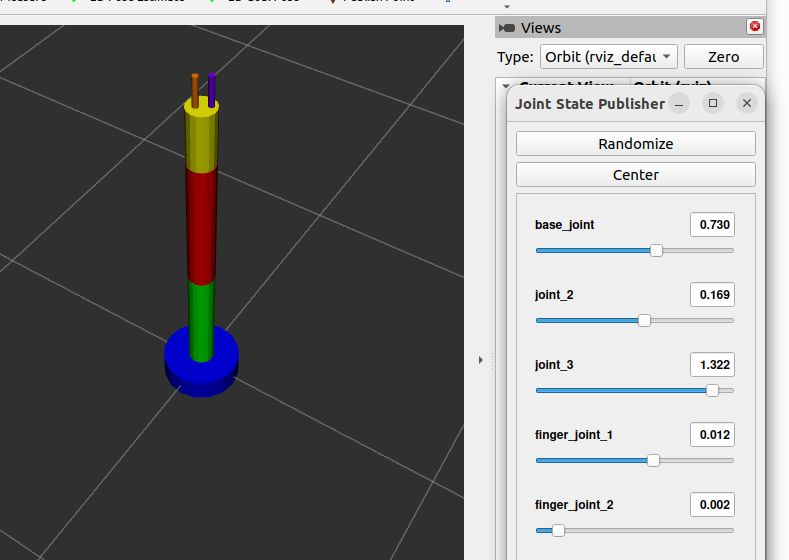 Views
Type: Orbit (rviz_defau Zero
Joint State Publisher
Randomize
Center
base_joint 0.730
joint_2 0.169
joint_3 1.322
finger_joint_1 0.012
finger_joint_2 0.002